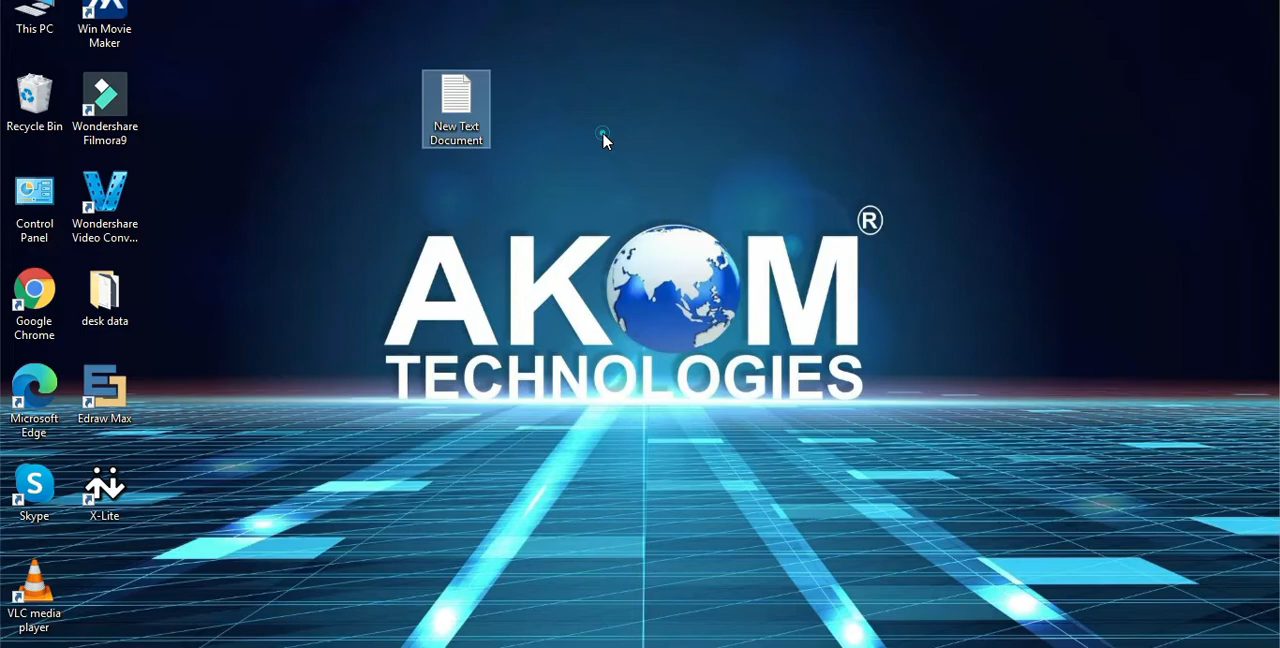 This PC
Win Movie
Maker
Recycle Bin
Wondershare
Filmora9
New Text
Document
Control
Panel
Wondershare
Video Conv...
Google
Chrome
desk data
Microsoft
Edge
Edraw Max
Skype
X-Lite
VLC media
player
AKOM®
TECHNOLOGIES